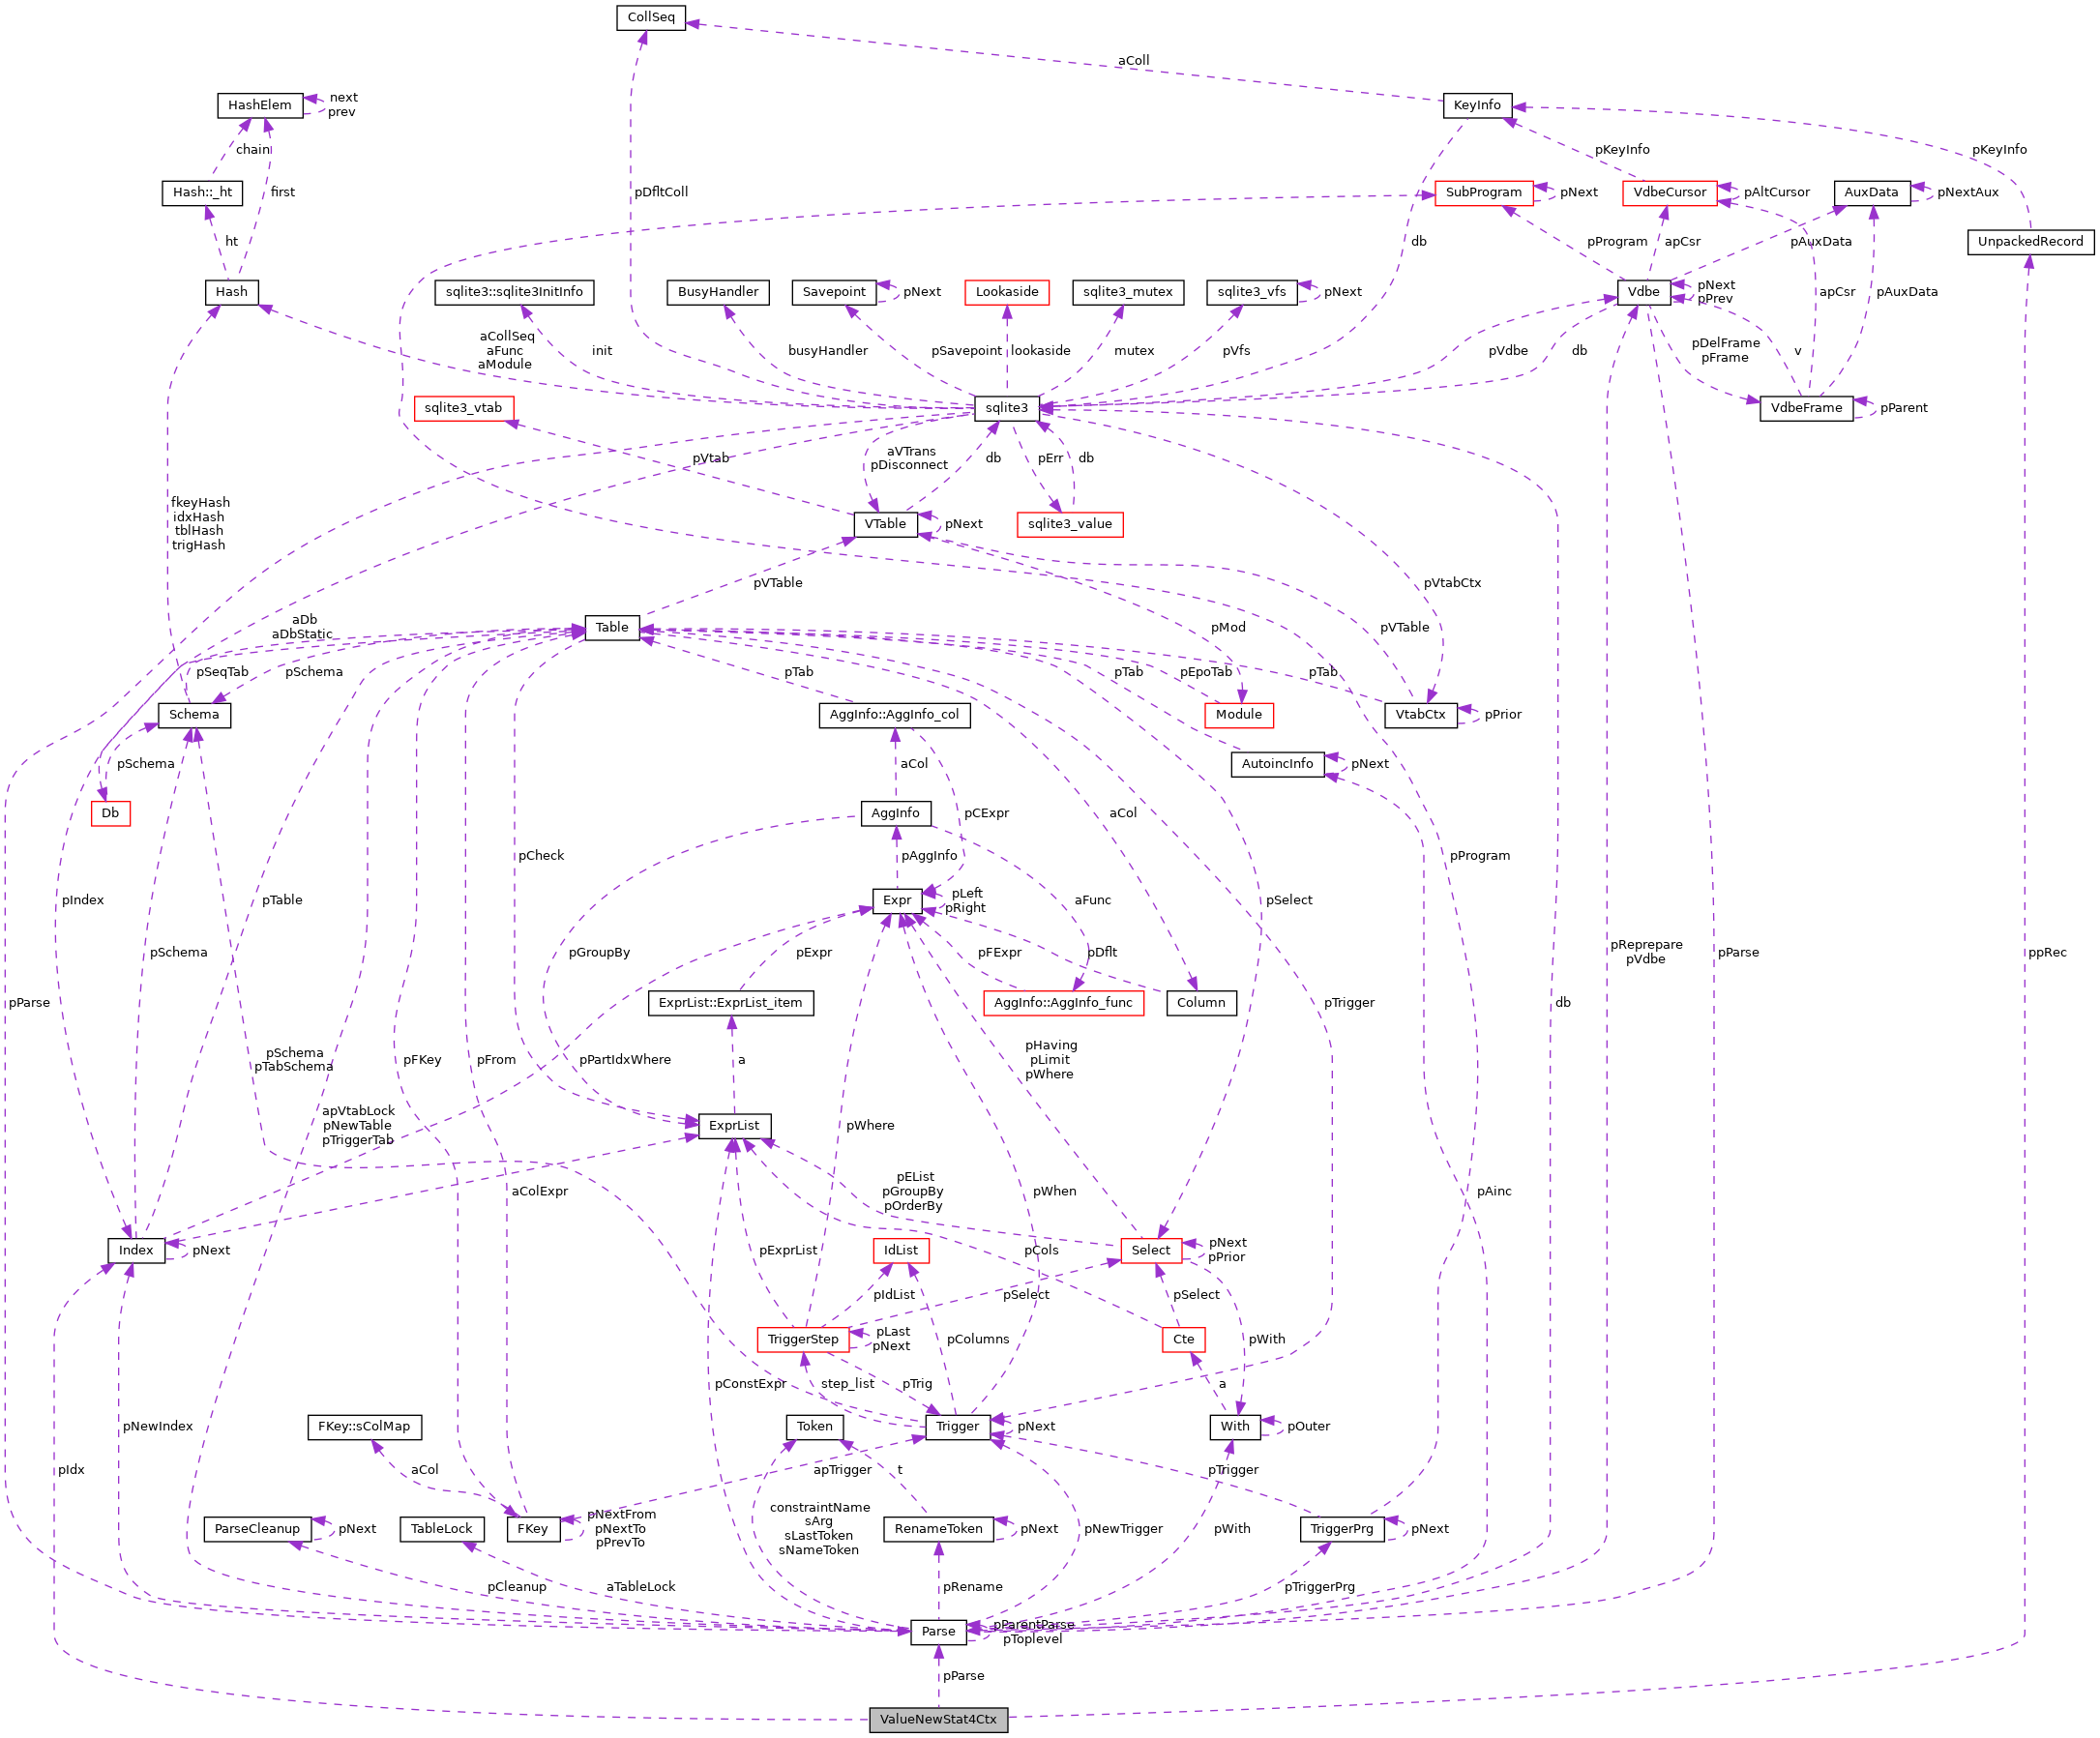 CollSeq
aColl
HashElem
next
prev
KeyInfo
chain
pKeyInfo
pKeyInfo
Hash::_ht
first
pDfltColl
SubProgram
pNext
VdbeCursor
pAltCursor
AuxData
pNextAux
ht
db
pProgram
apCsr
pAuxData
UnpackedRecord
Hash
sqlite3::sqlite3InitInfo
BusyHandler
Savepoint
pNext
Lookaside
sqlite3_mutex
sqlite3_vfs
pNext
Vdbe
pNext
pPrev
apCsr
pAuxData
aCollSeq
aFunc
aModule
init
busyHandler
pSavepoint
lookaside
mutex
pVfs
pVdbe
db
pDelFrame
pFrame
v
sqlite3_vtab
sqlite3
VdbeFrame
pParent
pVtab
aVTrans
pDisconnect
db
pErr
db
fkeyHash
idxHash
tblHash
trigHash
VTable
pNext
sqlite3_value
pVTable
pVtabCtx
aDb
aDbStatic
Table
pMod
pVTable
pSeqTab
pSchema
pTab
pTab
pEpoTab
pTab
Schema
AggInfo::AggInfo_col
Module
VtabCtx
pPrior
pSchema
aCol
AutoincInfo
pNext
Db
AggInfo
pCExpr
aCol
pCheck
pAggInfo
pProgram
pIndex
pTable
Expr
pLeft
pRight
aFunc
pSelect
pSchema
pGroupBy
pExpr
pFExpr
pDflt
pReprepare
pVdbe
pParse
ppRec
pParse
ExprList::ExprList_item
AggInfo::AggInfo_func
Column
pTrigger
db
pSchema
pTabSchema
pFKey
pFrom
pPartIdxWhere
a
pHaving
pLimit
pWhere
apVtabLock
pNewTable
pTriggerTab
ExprList
pWhere
aColExpr
pEList
pGroupBy
pOrderBy
pWhen
pAinc
Index
pNext
pExprList
IdList
pCols
Select
pNext
pPrior
pIdList
pSelect
pSelect
TriggerStep
pLast
pNext
pColumns
Cte
pWith
pConstExpr
step_list
pTrig
a
FKey::sColMap
pNewIndex
Token
Trigger
pNext
With
pOuter
pIdx
aCol
apTrigger
t
pTrigger
ParseCleanup
pNext
TableLock
FKey
pNextFrom
pNextTo
pPrevTo
constraintName
sArg
sLastToken
sNameToken
RenameToken
pNext
pNewTrigger
pWith
TriggerPrg
pNext
pCleanup
aTableLock
pRename
pTriggerPrg
Parse
pParentParse
pToplevel
pParse
ValueNewStat4Ctx